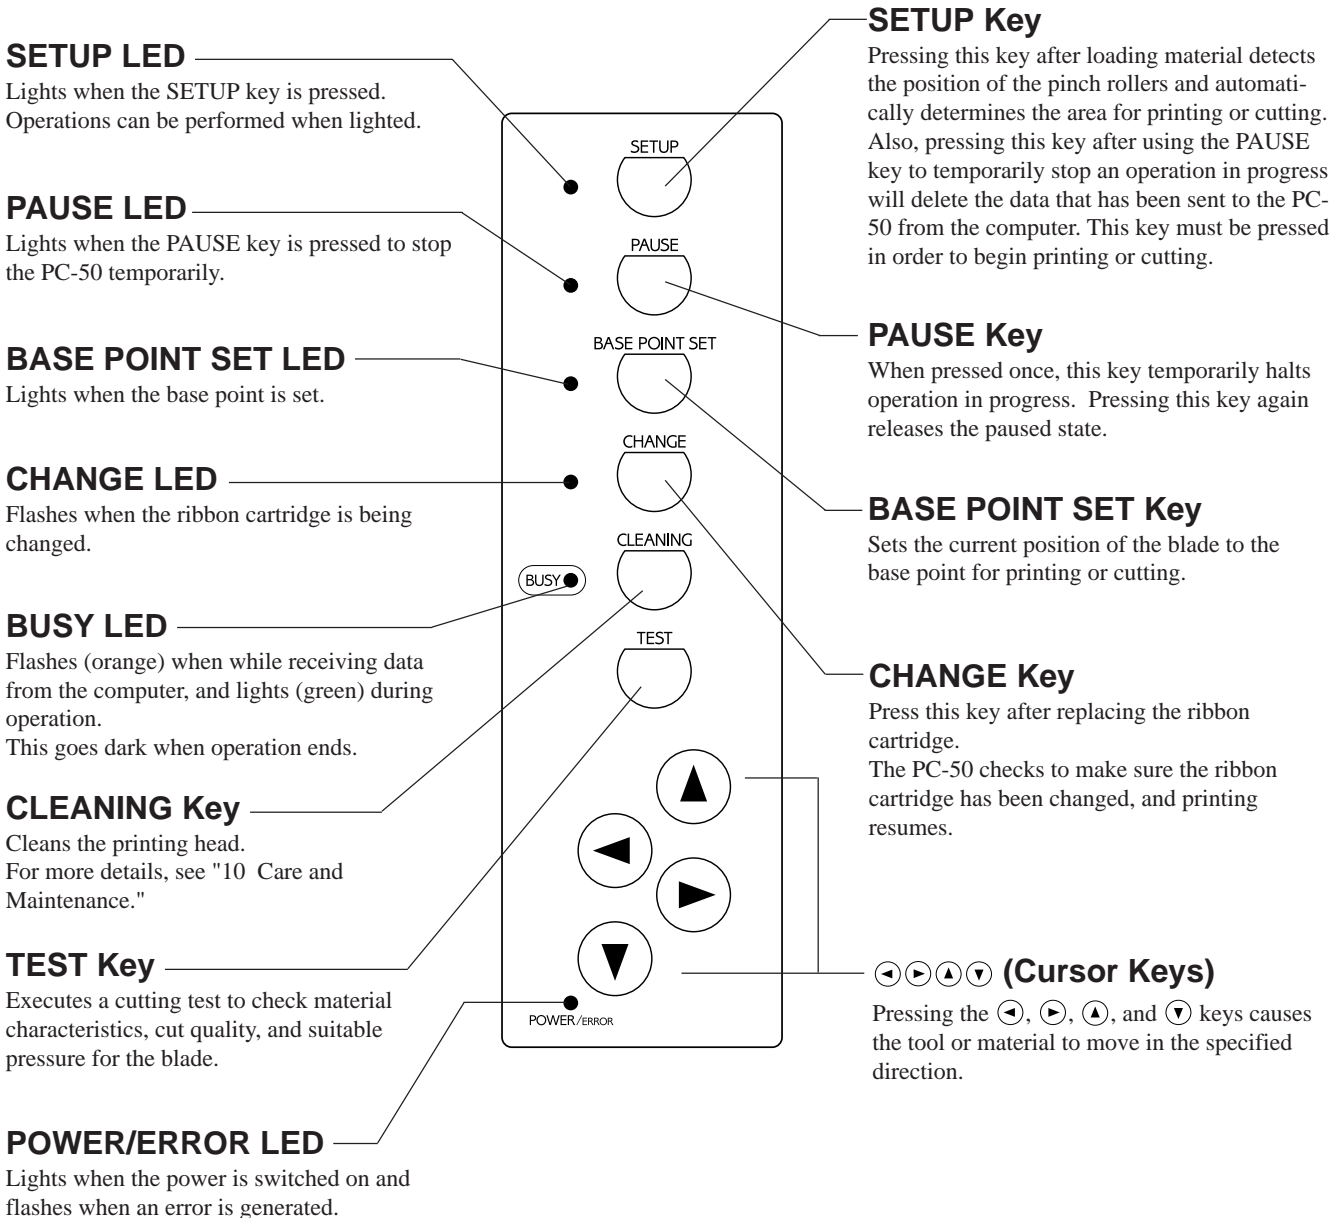 SETUP LED
Lights when the SETUP key is pressed.
Operations can be performed when lighted.
PAUSE LED
Lights when the PAUSE key is pressed to stop
the PC-50 temporarily.
BASE POINT SET LED
Lights when the base point is set.
CHANGE LED
Flashes when the ribbon cartridge is being
changed.
BUSY LED
Flashes (orange) when while receiving data
from the computer, and lights (green) during
operation.
This goes dark when operation ends.
CLEANING Key
Cleans the printing head.
For more details, see "10 Care and
Maintenance."
TEST Key
Executes a cutting test to check material
characteristics, cut quality, and suitable
pressure for the blade.
POWER/ERROR LED
Lights when the power is switched on and
flashes when an error is generated.
SETUP
PAUSE
BASE POINT SET
CHANGE
CLEANING
BUSY
TEST
POWER/ERROR
SETUP Key
Pressing this key after loading material detects
the position of the pinch rollers and automati-
cally determines the area for printing or cutting.
Also, pressing this key after using the PAUSE
key to temporarily stop an operation in progress
will delete the data that has been sent to the PC-
50 from the computer. This key must be pressed
in order to begin printing or cutting.
PAUSE Key
When pressed once, this key temporarily halts
operation in progress.  Pressing this key again
releases the paused state.
BASE POINT SET Key
Sets the current position of the blade to the
base point for printing or cutting.
CHANGE Key
Press this key after replacing the ribbon
cartridge.
The PC-50 checks to make sure the ribbon
cartridge has been changed, and printing
resumes.
(Cursor Keys)
Pressing the ◄, ►, ▲, and ▼ keys causes
the tool or material to move in the specified
direction.